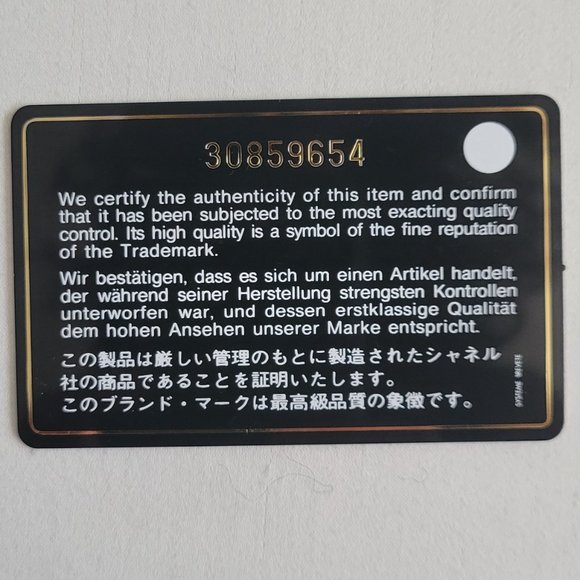 30859654
We certify the authenticity of this item and confirm
that it has been subjected to the most exacting quality
control. Its high quality is a symbol of the fine reputation
of the Trademark.
Wir bestätigen, dass es sich um einen Artikel handelt,
der während seiner Herstellung strengsten Kontrollen
unterworfen war, und dessen erstklassige Qualität
dem hohen Ansehen unserer Marke entspricht.
この製品は厳しい管理のもとに製造されたシャネル
社の商品であることを証明いたします。
このブランド・マークは最高級品質の象徴です。
SYSTEME BREVETE